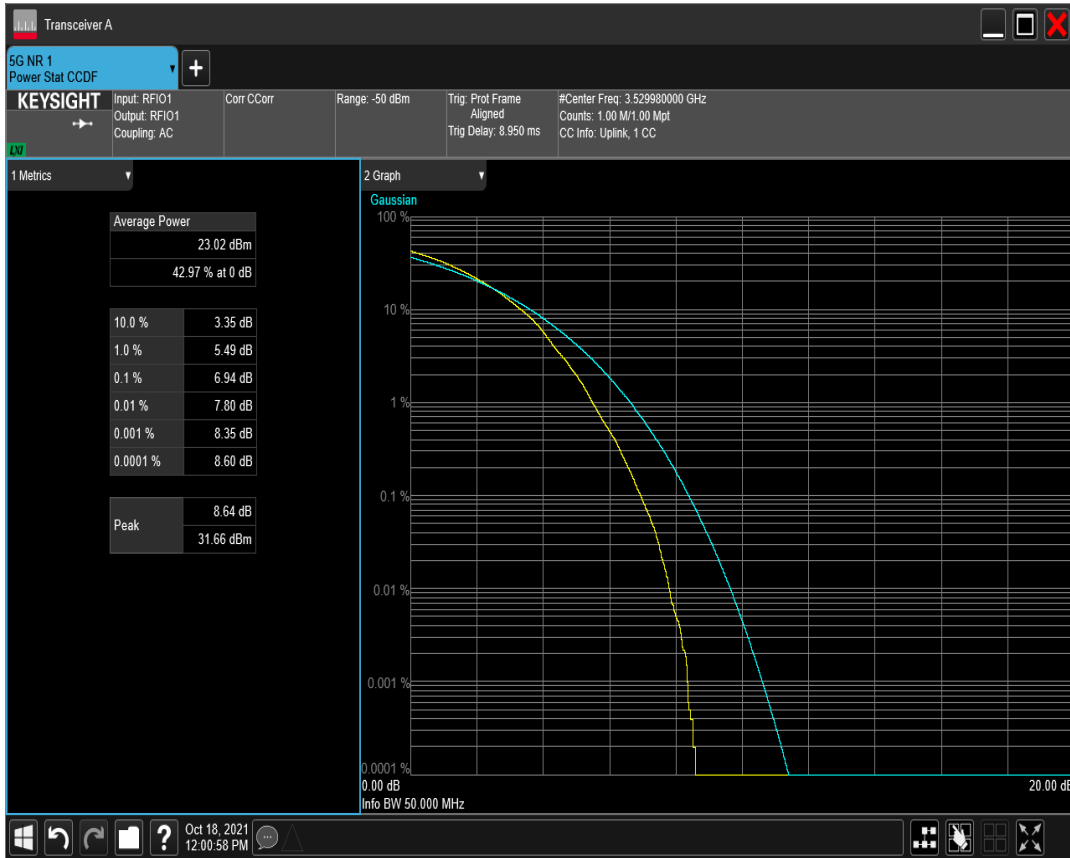 Transceiver A
5G NR 1
Power Stat CCDF
KEYSIGHT
LXI
Input: RFIO1
Output: RFIO1
Coupling: AC
Corr CCorr
Range: -50 dBm
Trig: Prot Frame
Aligned
Trig Delay: 8.950 ms
#Center Freq: 3.529980000 GHz
Counts: 1.00 M/1.00 Mpt
CC Info: Uplink, 1 CC
1 Metrics
Average Power
23.02 dBm
42.97 % at 0 dB
10.0 % 3.35 dB
1.0 % 5.49 dB
0.1 % 6.94 dB
0.01 % 7.80 dB
0.001 % 8.35 dB
0.0001 % 8.60 dB
Peak 8.64 dB
31.66 dBm
2 Graph
Gaussian
100 %
10 %
1 %
0.1 %
0.01 %
0.001 %
0.0001 %
0.00 dB 20.00 dB
Info BW 50.000 MHz
Oct 18, 2021
12:00:58 PM